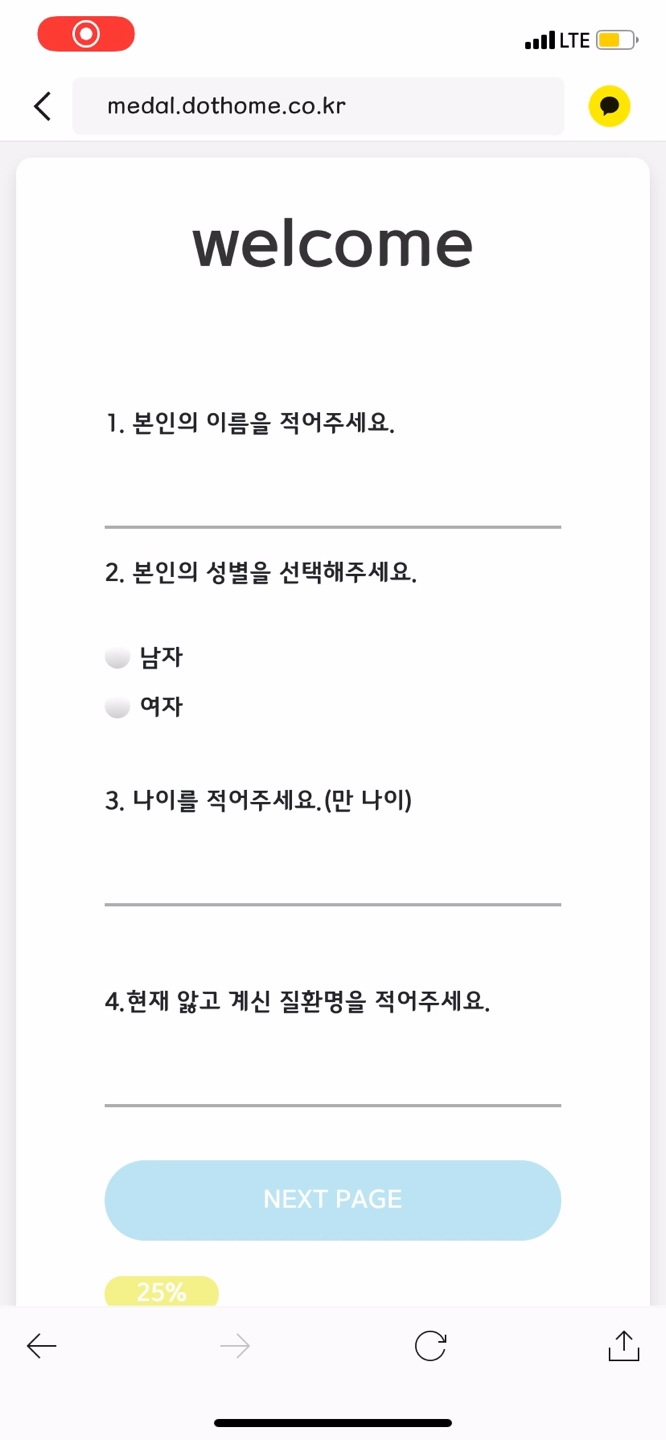 LTE
medal.dothome.co.kr
welcome
1. 본인의 이름을 적어주세요.
2. 본인의 성별을 선택해주세요.
남자
여자
3. 나이를 적어주세요.(만 나이)
4.현재 앓고 계신 질환명을 적어주세요.
NEXT PAGE
25%